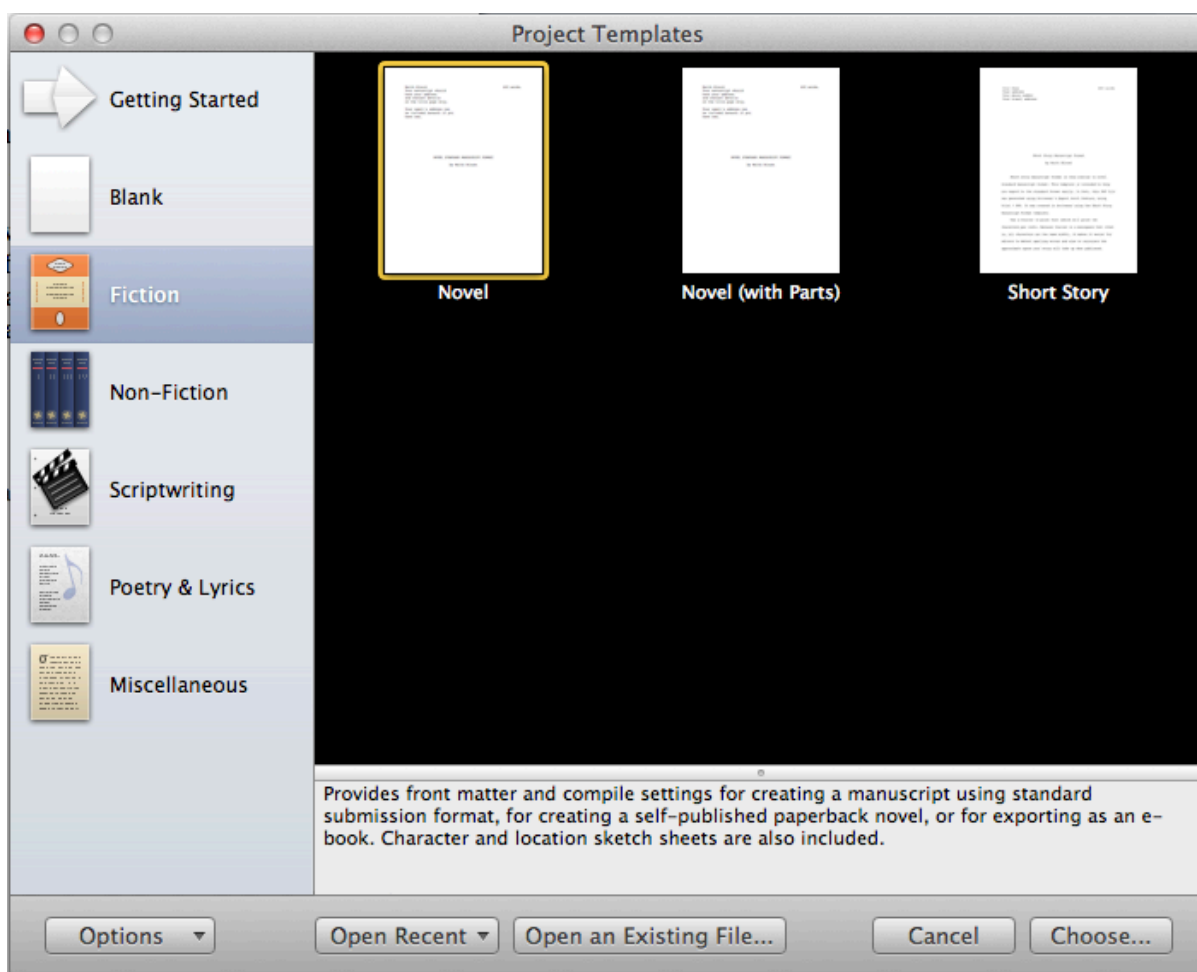 Project Templates
Getting Started
Blank
Fiction
Non-Fiction
Scriptwriting
Poetry & Lyrics
Miscellaneous
Novel
Novel (with Parts)
Short Story
Provides front matter and compile settings for creating a manuscript using standard
submission format, for creating a self-published paperback novel, or for exporting as an e-
book. Character and location sketch sheets are also included.
Options
Open Recent
Open an Existing File...
Cancel
Choose...